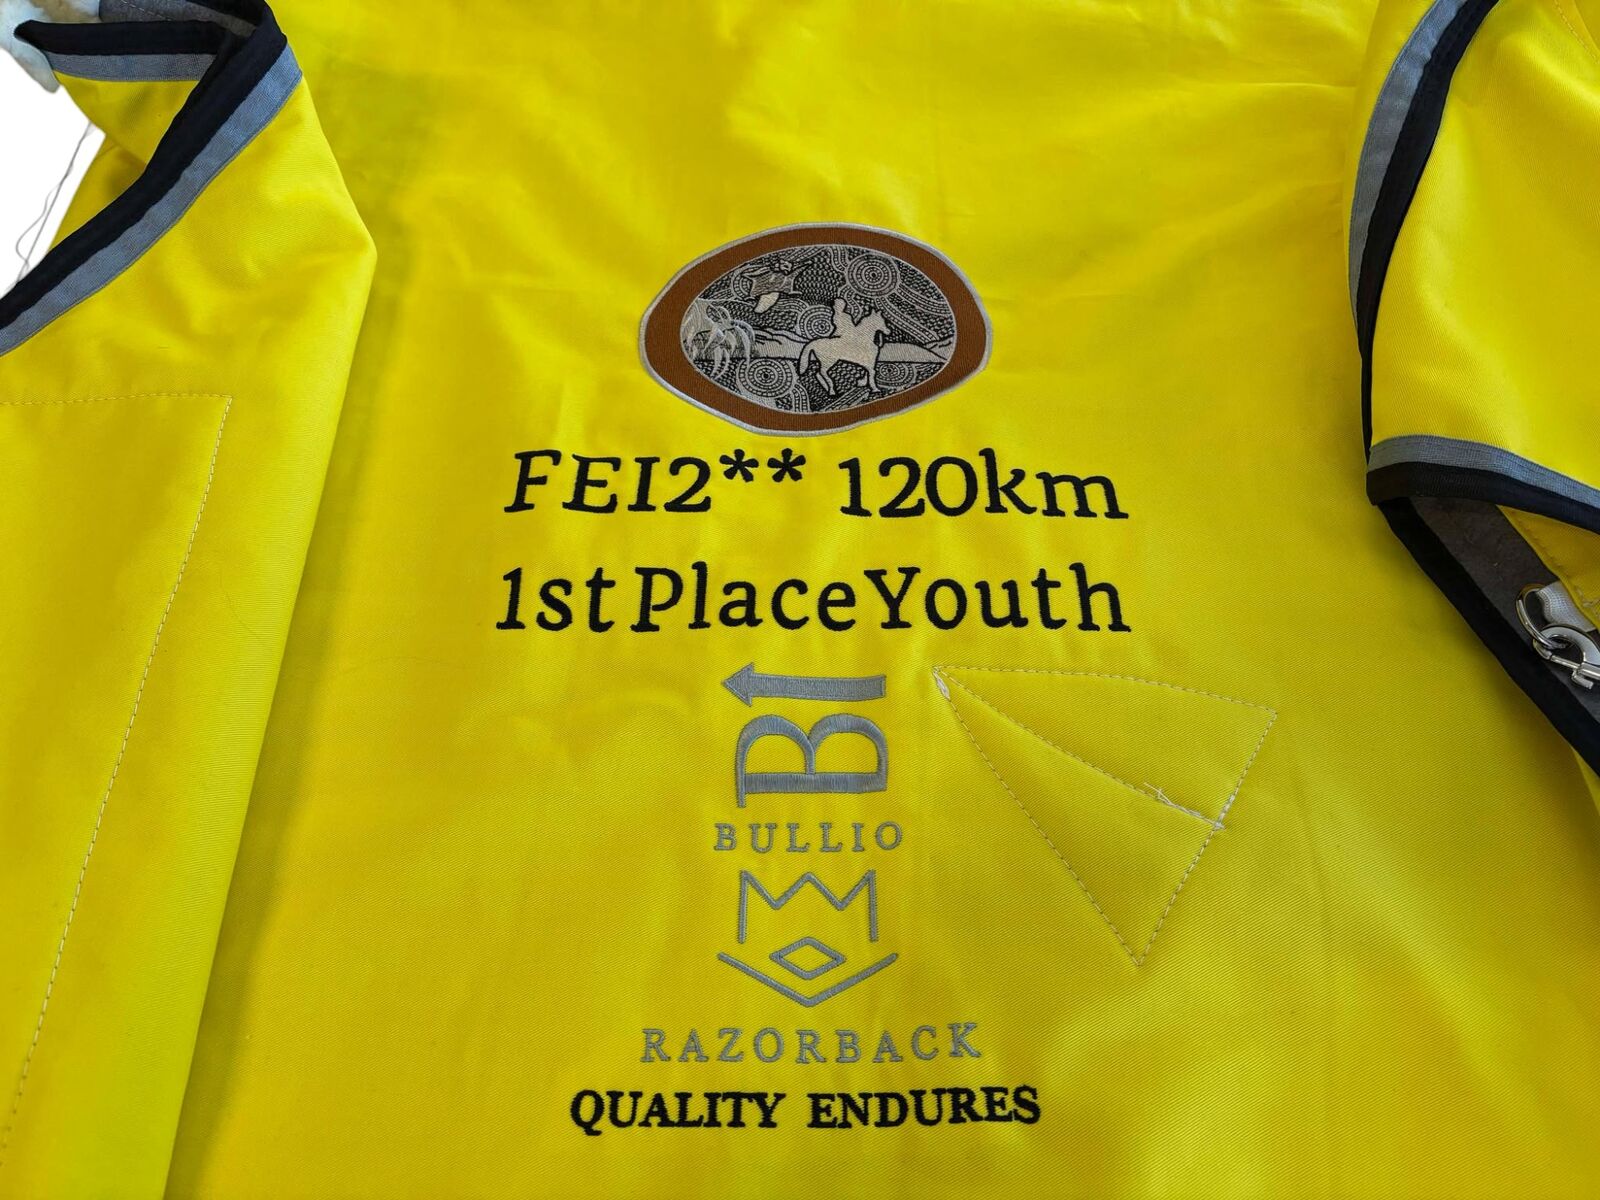 FEI2** 120km
1st Place Youth
B1
BULLIO
RAZORBACK
QUALITY ENDURES